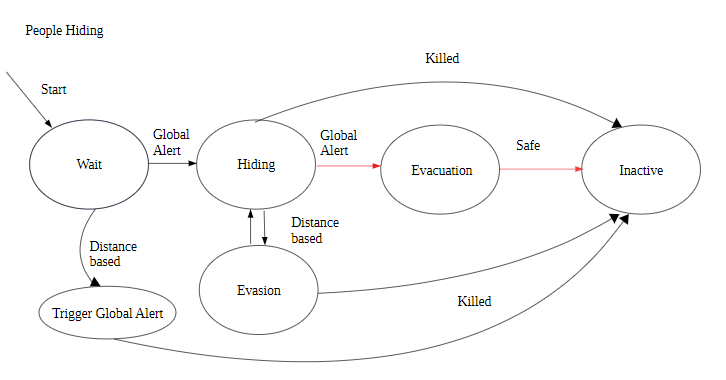 People Hiding
Killed
Start
Global
Alert
Global
Alert
Safe
Wait
Hiding
Evacuation
Inactive
Distance
based
Distance
based
Evasion
Killed
Trigger Global Alert